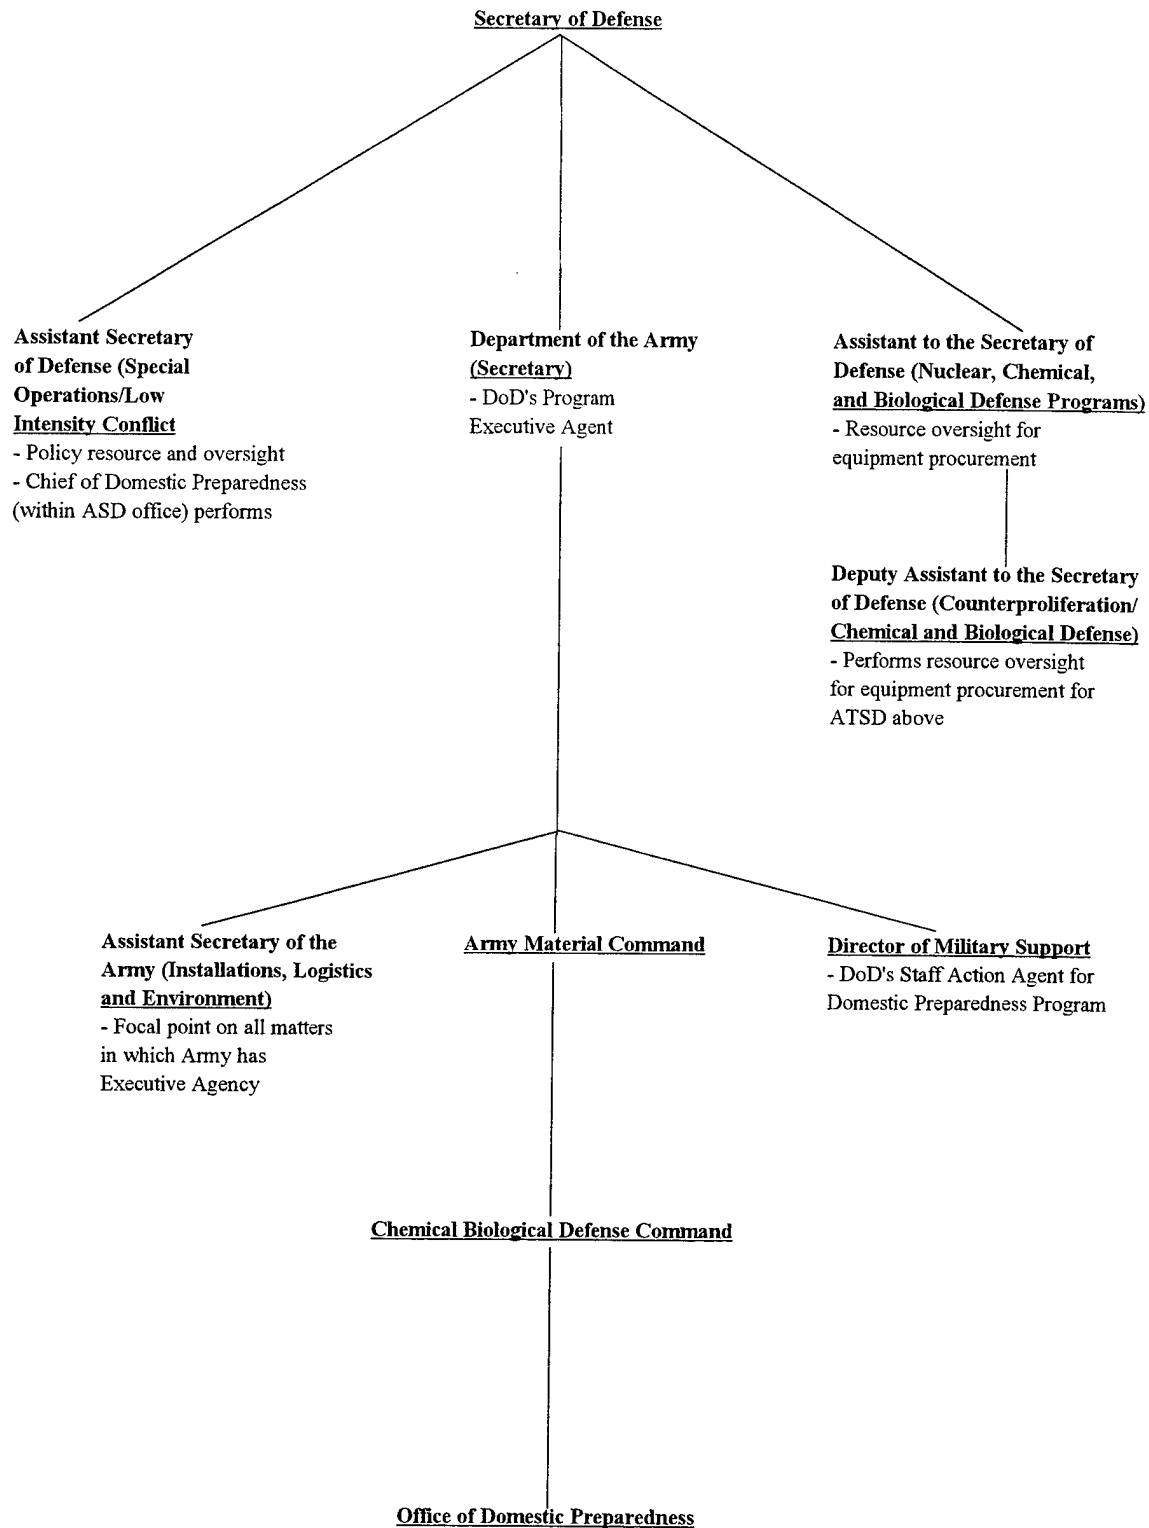 Secretary of Defense
Assistant Secretary
of Defense (Special
Operations/Low
Intensity Conflict
- Policy resource and oversight
- Chief of Domestic Preparedness
(within ASD office) performs
Department of the Army
(Secretary)
- DoD's Program
Executive Agent
Assistant to the Secretary of
Defense (Nuclear, Chemical,
and Biological Defense Programs)
- Resource oversight for
equipment procurement
Deputy Assistant to the Secretary
of Defense (Counterproliferation/
Chemical and Biological Defense)
- Performs resource oversight
for equipment procurement for
ATSD above
Assistant Secretary of the
Army (Installations, Logistics
and Environment)
- Focal point on all matters
in which Army has
Executive Agency
Army Material Command
Director of Military Support
- DoD's Staff Action Agent for
Domestic Preparedness Program
Chemical Biological Defense Command
Office of Domestic Preparedness